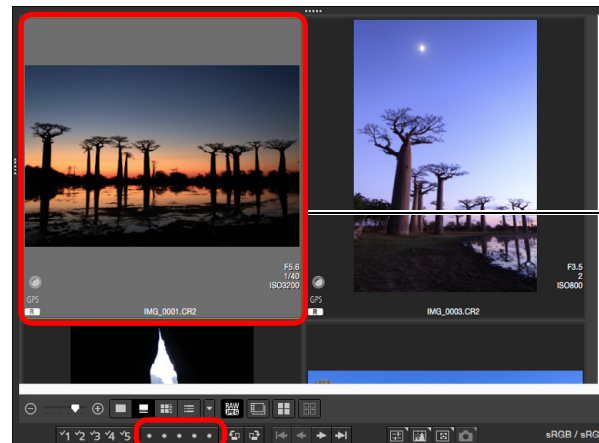 F5.6
1/40
ISO3200
GPS
R
IMG_0001.CR2
F3.5
2
ISO800
GPS
R
IMG_0003.CR2
RAW
JPEG
1 2 3 4 5
sRGB / sRG